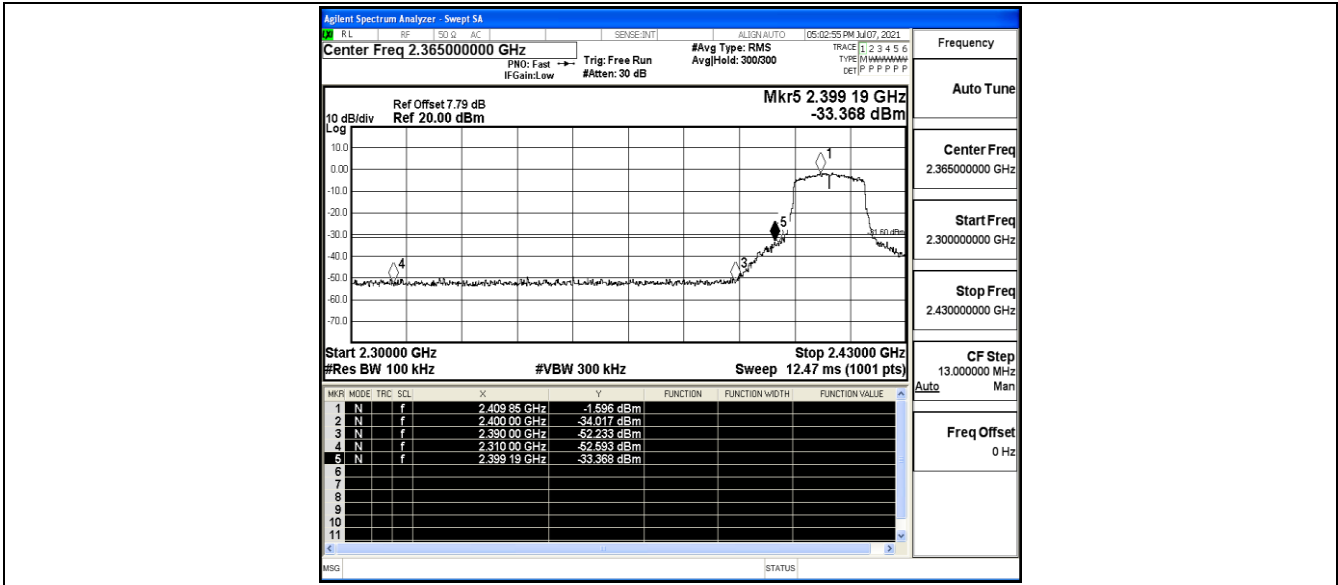 Agilent Spectrum Analyzer - Swept SA
LXI RL RF 50 Ω AC SENSE:INT ALIGN AUTO 05:02:55 PM Jul 07, 2021
Center Freq 2.365000000 GHz
PNO: Fast
IFGain:Low
Trig: Free Run
#Atten: 30 dB
#Avg Type: RMS
Avg|Hold: 300/300
TRACE 1 2 3 4 5 6
TYPE M WWWWW
DET P P P P P P
Frequency
Auto Tune
Center Freq
2.365000000 GHz
Start Freq
2.300000000 GHz
Stop Freq
2.430000000 GHz
CF Step
13.000000 MHz
Auto Man
Freq Offset
0 Hz
Mkr5 2.399 19 GHz
-33.368 dBm
Ref Offset 7.79 dB
10 dB/div Ref 20.00 dBm
Log
10.0
0.00
-10.0
-20.0
-30.0
-40.0
-50.0
-60.0
-70.0
1
5
3
4
-31.60 dBm
Start 2.30000 GHz Stop 2.43000 GHz
#Res BW 100 kHz #VBW 300 kHz Sweep 12.47 ms (1001 pts)
MKR MODE TRC SCL X Y FUNCTION FUNCTION WIDTH FUNCTION VALUE
1 N f 2.409 85 GHz -1.596 dBm
2 N f 2.400 00 GHz -34.017 dBm
3 N f 2.390 00 GHz -52.233 dBm
4 N f 2.310 00 GHz -52.593 dBm
5 N f 2.399 19 GHz -33.368 dBm
6
7
8
9
10
11
MSG STATUS